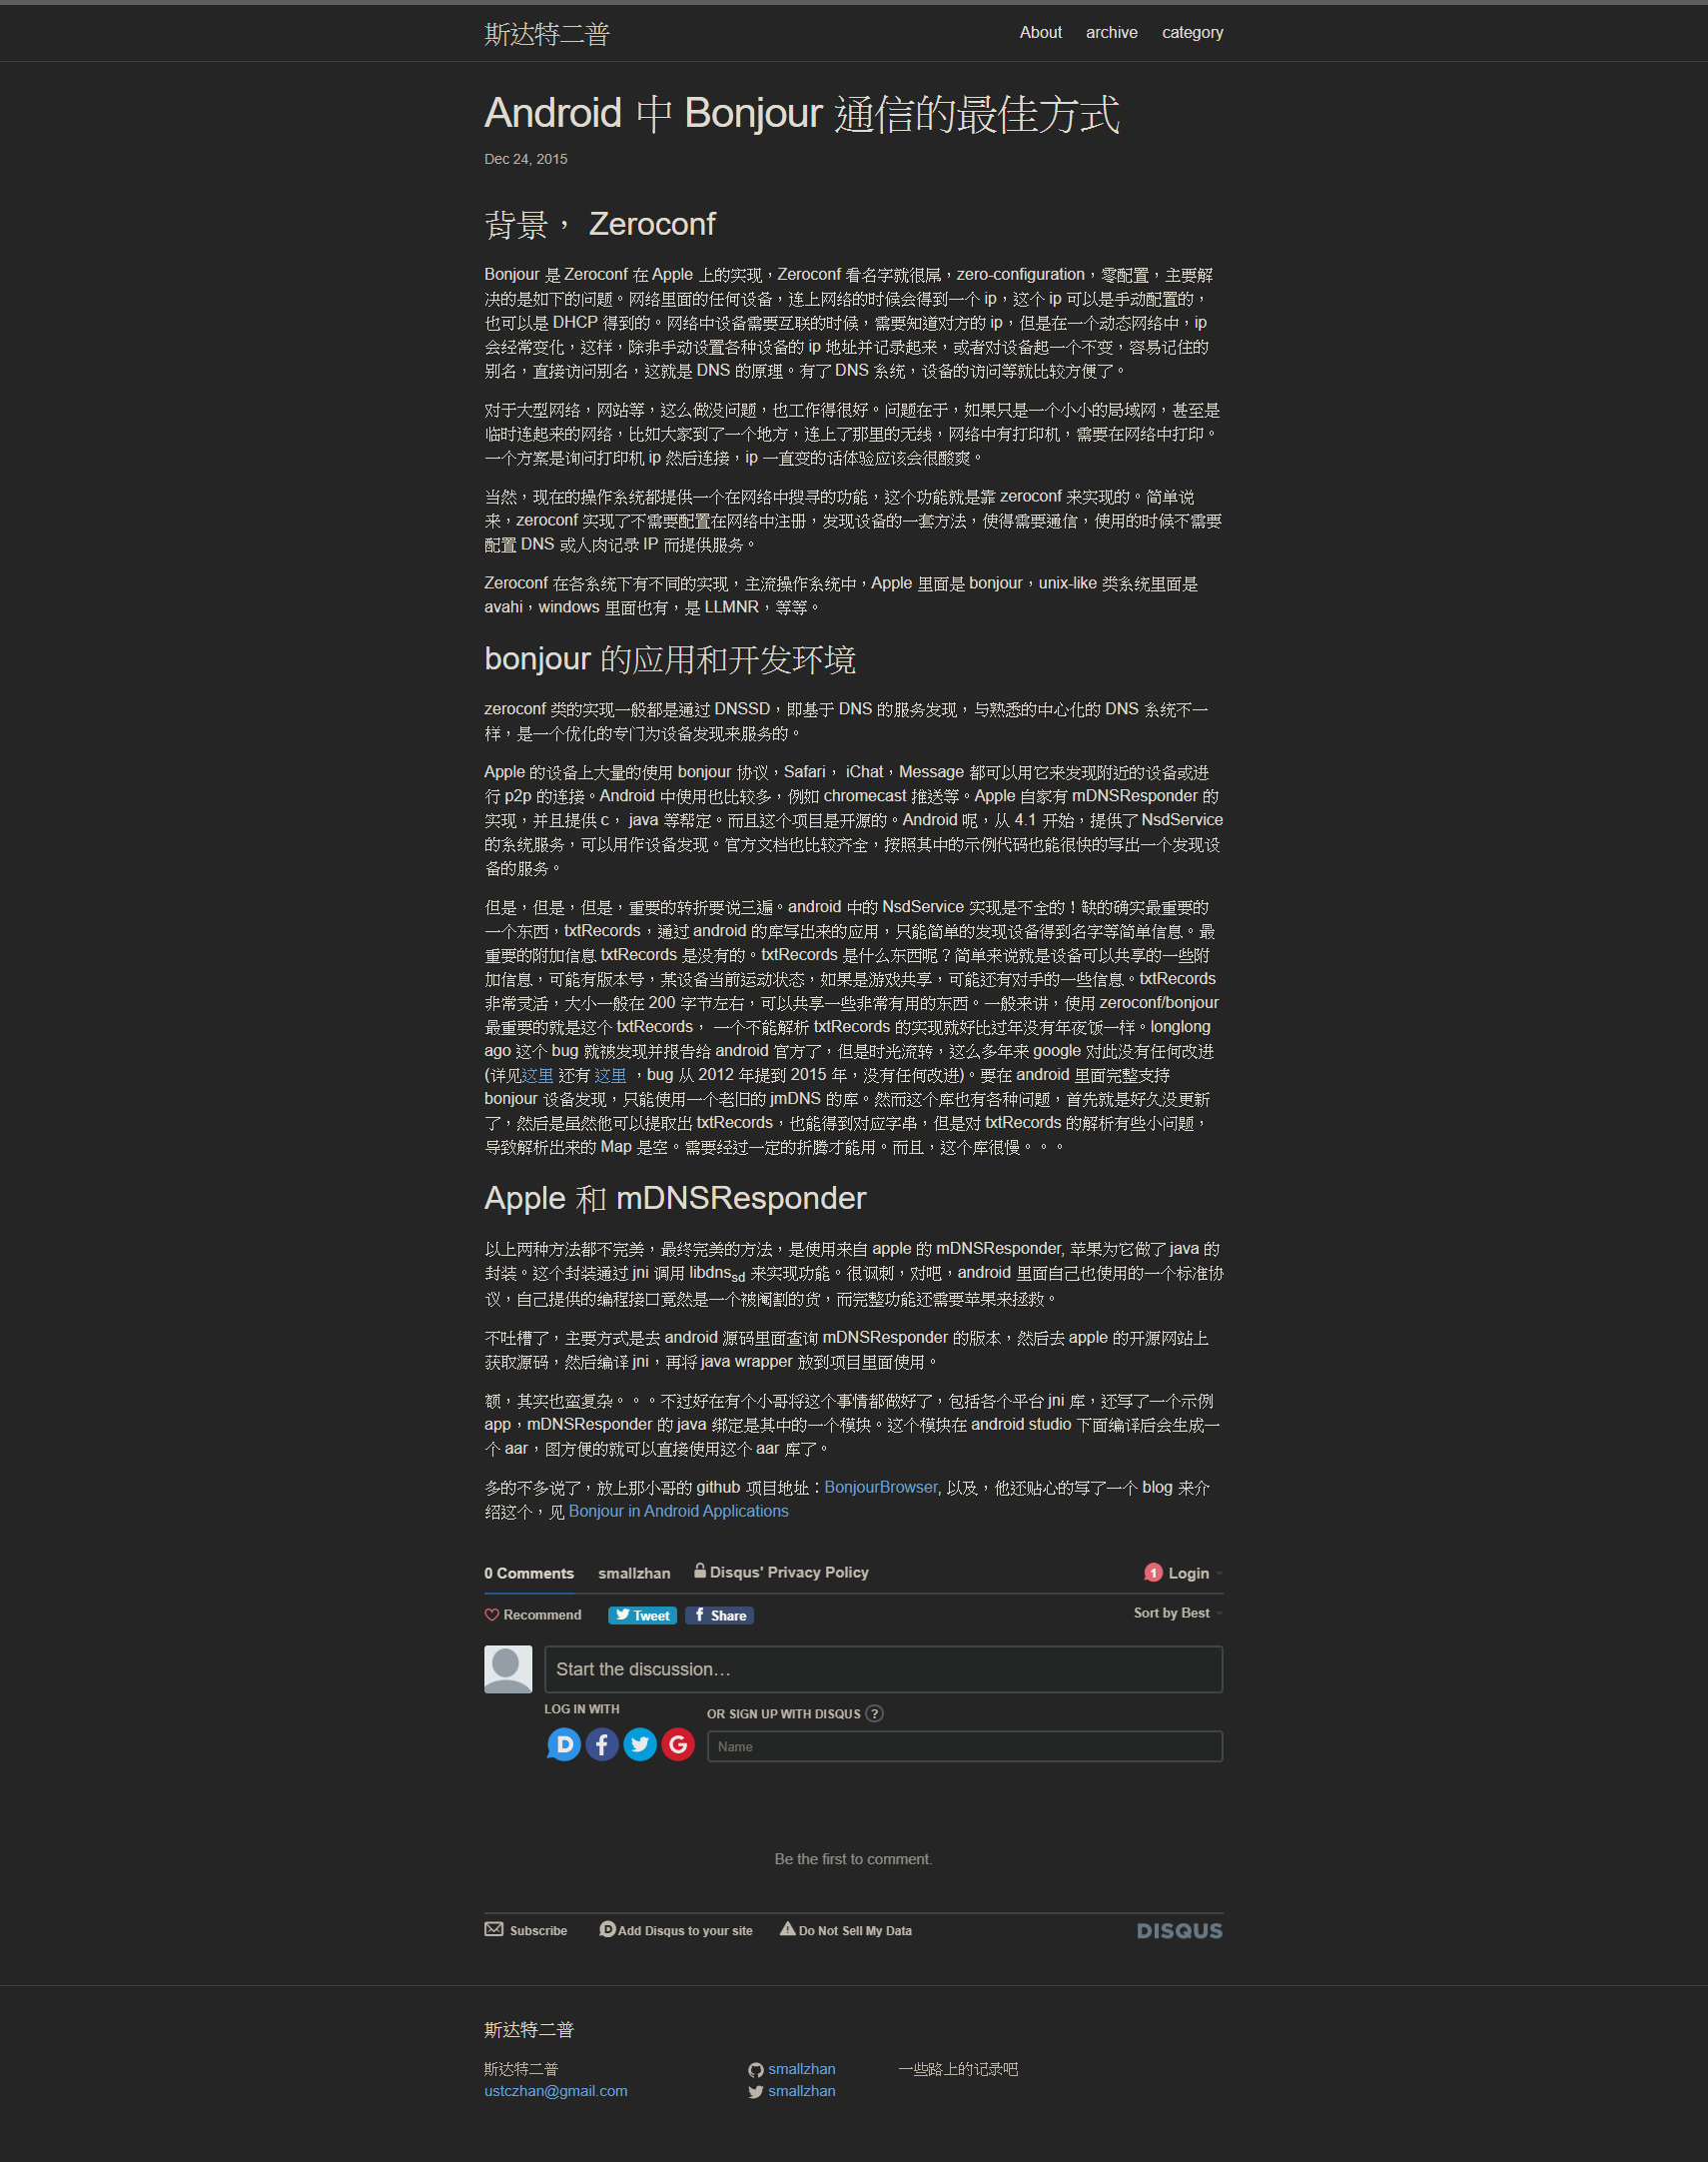 斯达特二普
About archive category
Android 中 Bonjour 通信的最佳方式
Dec 24, 2015
背景， Zeroconf
Bonjour 是 Zeroconf 在 Apple 上的实现，Zeroconf 看名字就很屌，zero-configuration，零配置，主要解
决的是如下的问题。网络里面的任何设备，连上网络的时候会得到一个 ip，这个 ip 可以是手动配置的，
也可以是 DHCP 得到的。网络中设备需要互联的时候，需要知道对方的 ip，但是在一个动态网络中，ip
会经常变化，这样，除非手动设置各种设备的 ip 地址并记录起来，或者对设备起一个不变，容易记住的
别名，直接访问别名，这就是 DNS 的原理。有了 DNS 系统，设备的访问等就比较方便了。
对于大型网络，网站等，这么做没问题，也工作得很好。问题在于，如果只是一个小小的局域网，甚至是
临时连起来的网络，比如大家到了一个地方，连上了那里的无线，网络中有打印机，需要在网络中打印。
一个方案是询问打印机 ip 然后连接，ip 一直变的话体验应该会很酸爽。
当然，现在的操作系统都提供一个在网络中搜寻的功能，这个功能就是靠 zeroconf 来实现的。简单说
来，zeroconf 实现了不需要配置在网络中注册，发现设备的一套方法，使得需要通信，使用的时候不需要
配置 DNS 或人肉记录 IP 而提供服务。
Zeroconf 在各系统下有不同的实现，主流操作系统中，Apple 里面是 bonjour，unix-like 类系统里面是
avahi，windows 里面也有，是 LLMNR，等等。
bonjour 的应用和开发环境
zeroconf 类的实现一般都是通过 DNSSD，即基于 DNS 的服务发现，与熟悉的中心化的 DNS 系统不一
样，是一个优化的专门为设备发现来服务的。
Apple 的设备上大量的使用 bonjour 协议，Safari， iChat，Message 都可以用它来发现附近的设备或进
行 p2p 的连接。Android 中使用也比较多，例如 chromecast 推送等。Apple 自家有 mDNSResponder 的
实现，并且提供 c， java 等帮定。而且这个项目是开源的。Android 呢，从 4.1 开始，提供了 NsdService
的系统服务，可以用作设备发现。官方文档也比较齐全，按照其中的示例代码也能很快的写出一个发现设
备的服务。
但是，但是，但是，重要的转折要说三遍。android 中的 NsdService 实现是不全的！缺的确实最重要的
一个东西，txtRecords，通过 android 的库写出来的应用，只能简单的发现设备得到名字等简单信息。最
重要的附加信息 txtRecords 是没有的。txtRecords 是什么东西呢？简单来说就是设备可以共享的一些附
加信息，可能有版本号，某设备当前运动状态，如果是游戏共享，可能还有对手的一些信息。txtRecords
非常灵活，大小一般在 200 字节左右，可以共享一些非常有用的东西。一般来讲，使用 zeroconf/bonjour
最重要的就是这个 txtRecords， 一个不能解析 txtRecords 的实现就好比过年没有年夜饭一样。longlong
ago 这个 bug 就被发现并报告给 android 官方了，但是时光流转，这么多年来 google 对此没有任何改进
(详见这里 还有 这里 ，bug 从 2012 年提到 2015 年，没有任何改进)。要在 android 里面完整支持
bonjour 设备发现，只能使用一个老旧的 jmDNS 的库。然而这个库也有各种问题，首先就是好久没更新
了，然后是虽然他可以提取出 txtRecords，也能得到对应字串，但是对 txtRecords 的解析有些小问题，
导致解析出来的 Map 是空。需要经过一定的折腾才能用。而且，这个库很慢。。。
Apple 和 mDNSResponder
以上两种方法都不完美，最终完美的方法，是使用来自 apple 的 mDNSResponder, 苹果为它做了 java 的
封装。这个封装通过 jni 调用 libdnssd 来实现功能。很讽刺，对吧，android 里面自己也使用的一个标准协
议，自己提供的编程接口竟然是一个被阉割的货，而完整功能还需要苹果来拯救。
不吐槽了，主要方式是去 android 源码里面查询 mDNSResponder 的版本，然后去 apple 的开源网站上
获取源码，然后编译 jni，再将 java wrapper 放到项目里面使用。
额，其实也蛮复杂。。。不过好在有个小哥将这个事情都做好了，包括各个平台 jni 库，还写了一个示例
app，mDNSResponder 的 java 绑定是其中的一个模块。这个模块在 android studio 下面编译后会生成一
个 aar，图方便的就可以直接使用这个 aar 库了。
多的不多说了，放上那小哥的 github 项目地址：BonjourBrowser, 以及，他还贴心的写了一个 blog 来介
绍这个，见 Bonjour in Android Applications
0 Comments smallzhan Disqus' Privacy Policy 1 Login
Recommend Tweet Share Sort by Best
Start the discussion…
LOG IN WITH
OR SIGN UP WITH DISQUS ?
Name
Be the first to comment.
Subscribe Add Disqus to your site Do Not Sell My Data DISQUS
斯达特二普
斯达特二普 smallzhan 一些路上的记录吧
ustczhan@gmail.com smallzhan